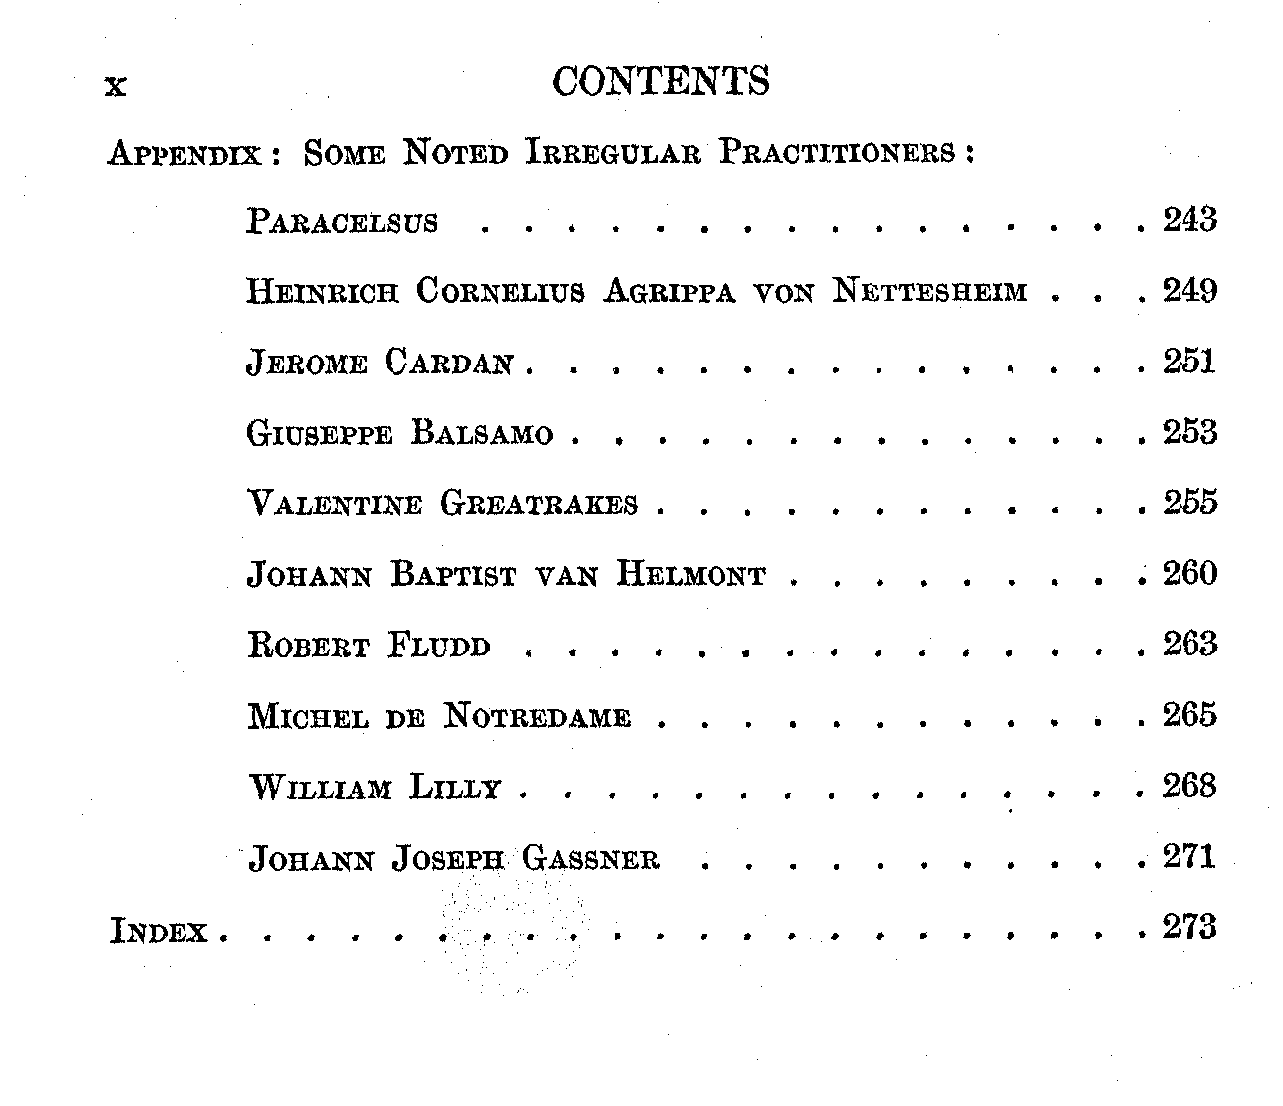 x CONTENTS
Appendix: Some Noted Irregular Practitioners:
Paracelsus . . . . . . . . . . . . . . . . 243
Heinrich Cornelius Agrippa von Nettesheim . . . 249
Jerome Cardan . . . . . . . . . . . . . . . 251
Giuseppe Balsamo . . . . . . . . . . . . . . 253
Valentine Greatrakes . . . . . . . . . . . . 255
Johann Baptist van Helmont . . . . . . . . . 260
Robert Fludd . . . . . . . . . . . . . . . 263
Michel de Notredame . . . . . . . . . . . . 265
William Lilly . . . . . . . . . . . . . . . 268
Johann Joseph Gassner . . . . . . . . . . . 271
Index . . . . . . . . . . . . . . . . . . . . . . 273